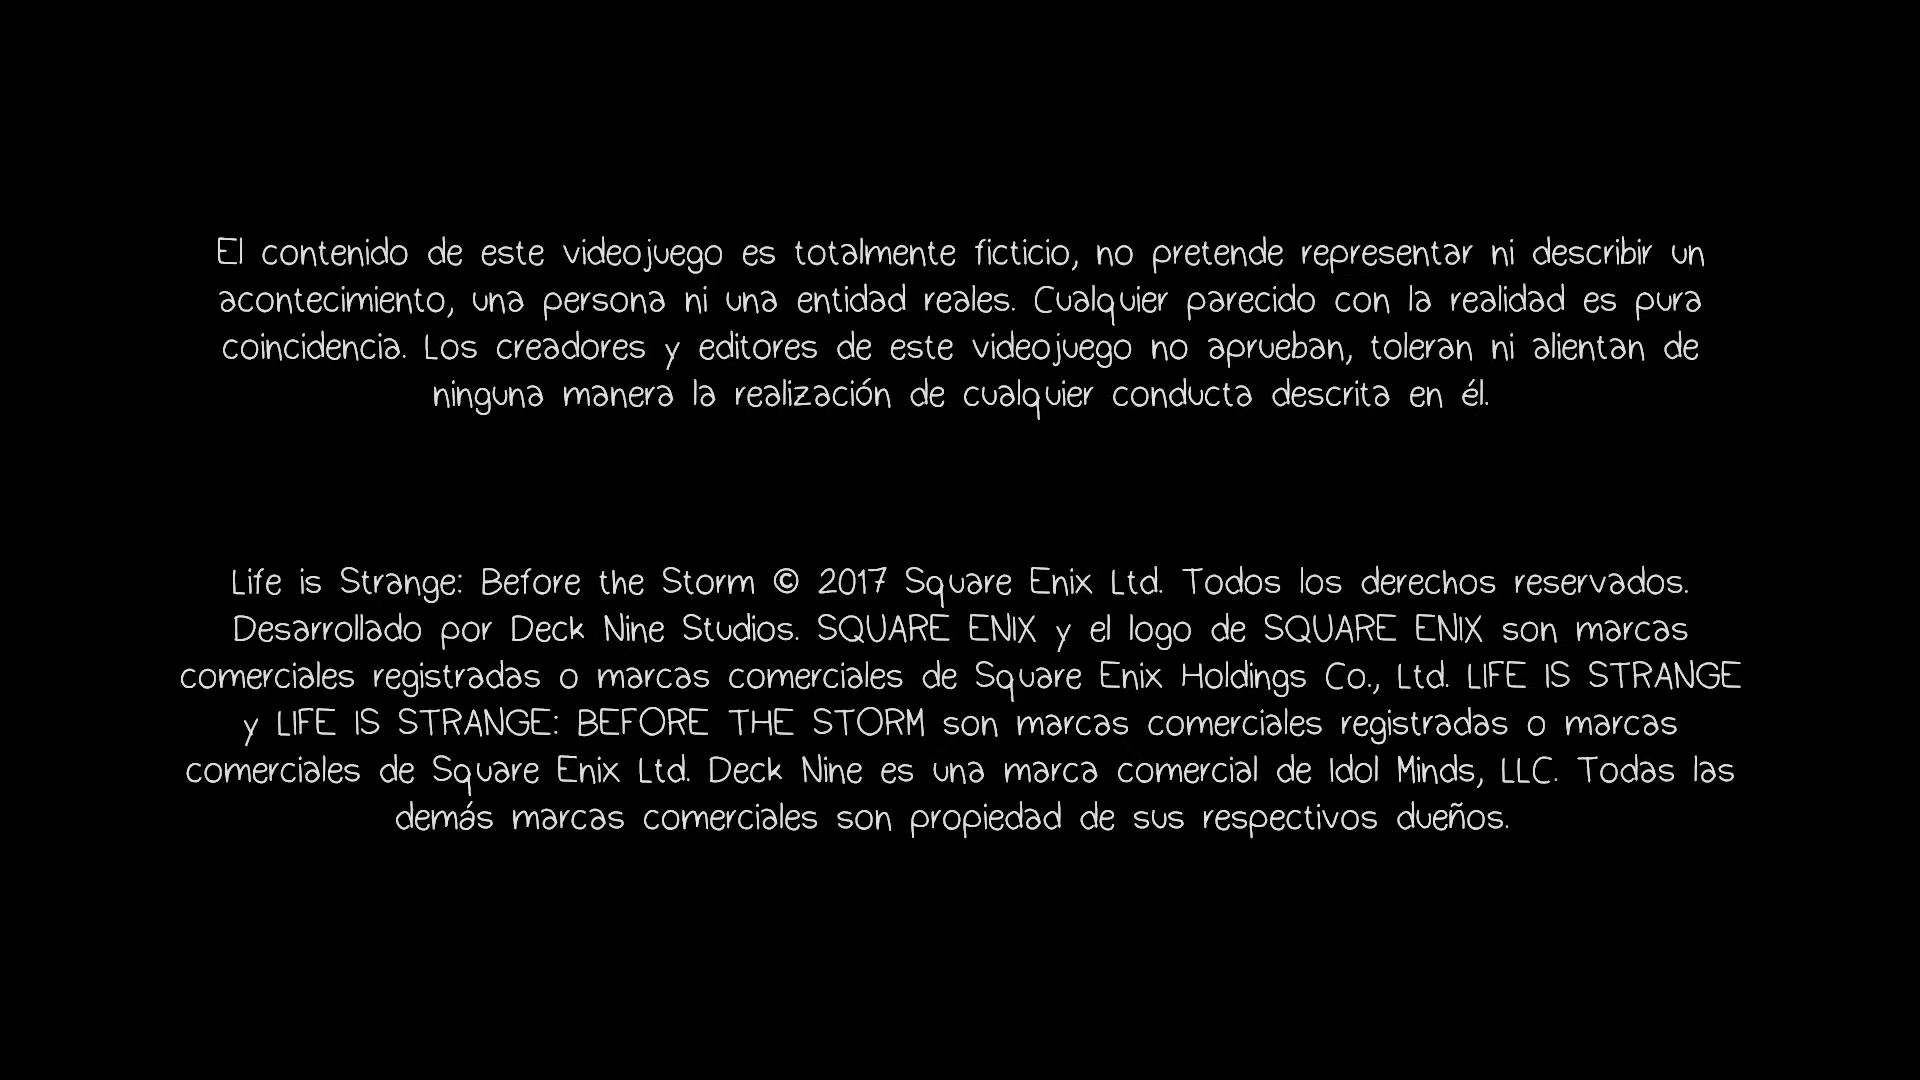 El contenido de este videojuego es totalmente ficticio, no pretende representar ni describir un
acontecimiento, una persona ni una entidad reales. Cualquier parecido con la realidad es pura
coincidencia. Los creadores y editores de este videojuego no aprueban, toleran ni alientan de
ninguna manera la realización de cualquier conducta descrita en él.
Life is Strange: Before the Storm © 2017 Square Enix Ltd. Todos los derechos reservados.
Desarrollado por Deck Nine Studios. SQUARE ENIX y el logo de SQUARE ENIX son marcas
comerciales registradas o marcas comerciales de Square Enix Holdings Co., Ltd. LIFE IS STRANGE
y LIFE IS STRANGE: BEFORE THE STORM son marcas comerciales registradas o marcas
comerciales de Square Enix Ltd. Deck Nine es una marca comercial de Idol Minds, LLC. Todas las
demás marcas comerciales son propiedad de sus respectivos dueños.